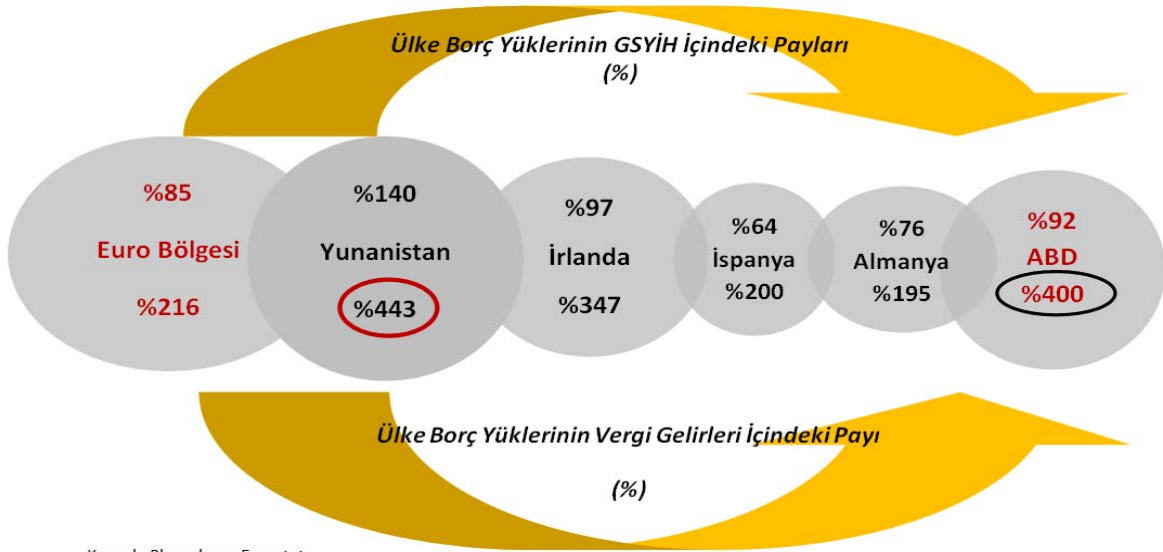 Ülke Borç Yüklerinin GSYİH İçindeki Payları
(%)
%85
Euro Bölgesi
%216
%140
Yunanistan
%443
%97
İrlanda
%347
%64
İspanya
%200
%76
Almanya
%195
%92
ABD
%400
Ülke Borç Yüklerinin Vergi Gelirleri İçindeki Payı
(%)